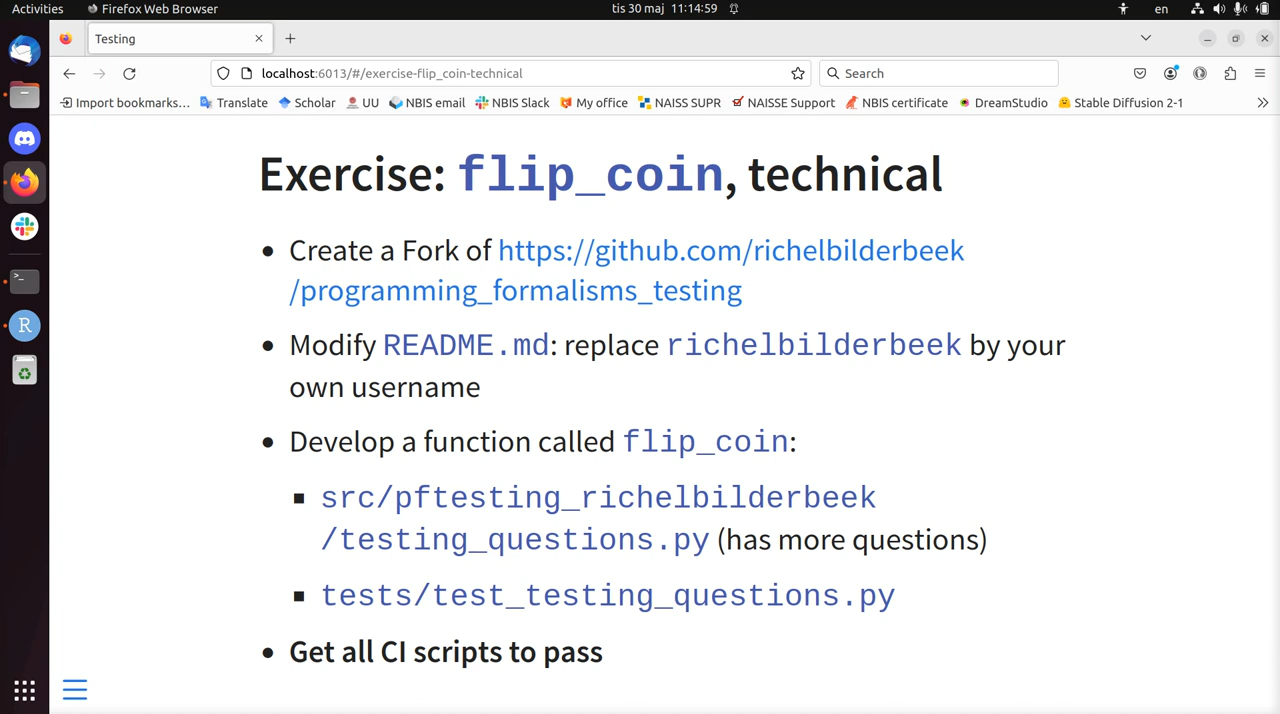 Activities
Firefox Web Browser
tis 30 maj 11:14:59
en
Testing
localhost:6013/#/exercise-flip_coin-technical
Search
Import bookmarks…
Translate
Scholar
UU
NBIS email
NBIS Slack
My office
NAISS SUPR
NAISSE Support
NBIS certificate
DreamStudio
Stable Diffusion 2-1
Exercise: flip_coin, technical
Create a Fork of https://github.com/richelbilderbeek
/programming_formalisms_testing
Modify README.md: replace richelbilderbeek by your
own username
Develop a function called flip_coin:
src/pftesting_richelbilderbeek
/testing_questions.py (has more questions)
tests/test_testing_questions.py
Get all CI scripts to pass